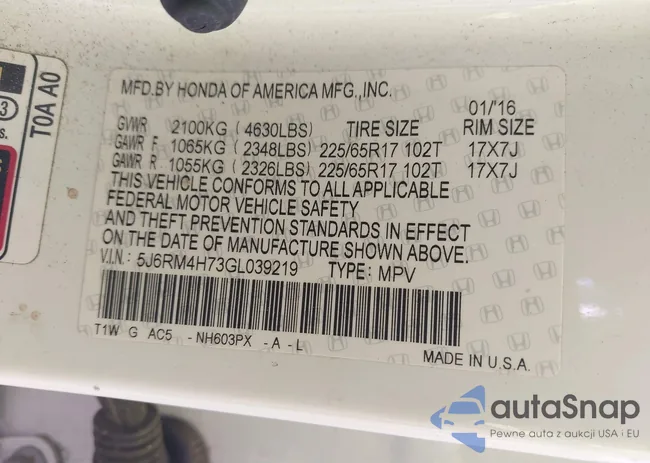 MFD.BY HONDA OF AMERICA MFG.,INC.
01/'16
GVWR 2100KG (4630LBS) TIRE SIZE RIM SIZE
GAWR F 1065KG (2348LBS) 225/65R17 102T 17X7J
GAWR R 1055KG (2326LBS) 225/65R17 102T 17X7J
THIS VEHICLE CONFORMS TO ALL APPLICABLE
FEDERAL MOTOR VEHICLE SAFETY
AND THEFT PREVENTION STANDARDS IN EFFECT
ON THE DATE OF MANUFACTURE SHOWN ABOVE.
V.I.N.: 5J6RM4H73GL039219 TYPE: MPV
T1W G AC5 - NH603PX - A - L
MADE IN U.S.A.
T0A A0
3
s.
autaSnap
Pewne auta z aukcji USA i EU